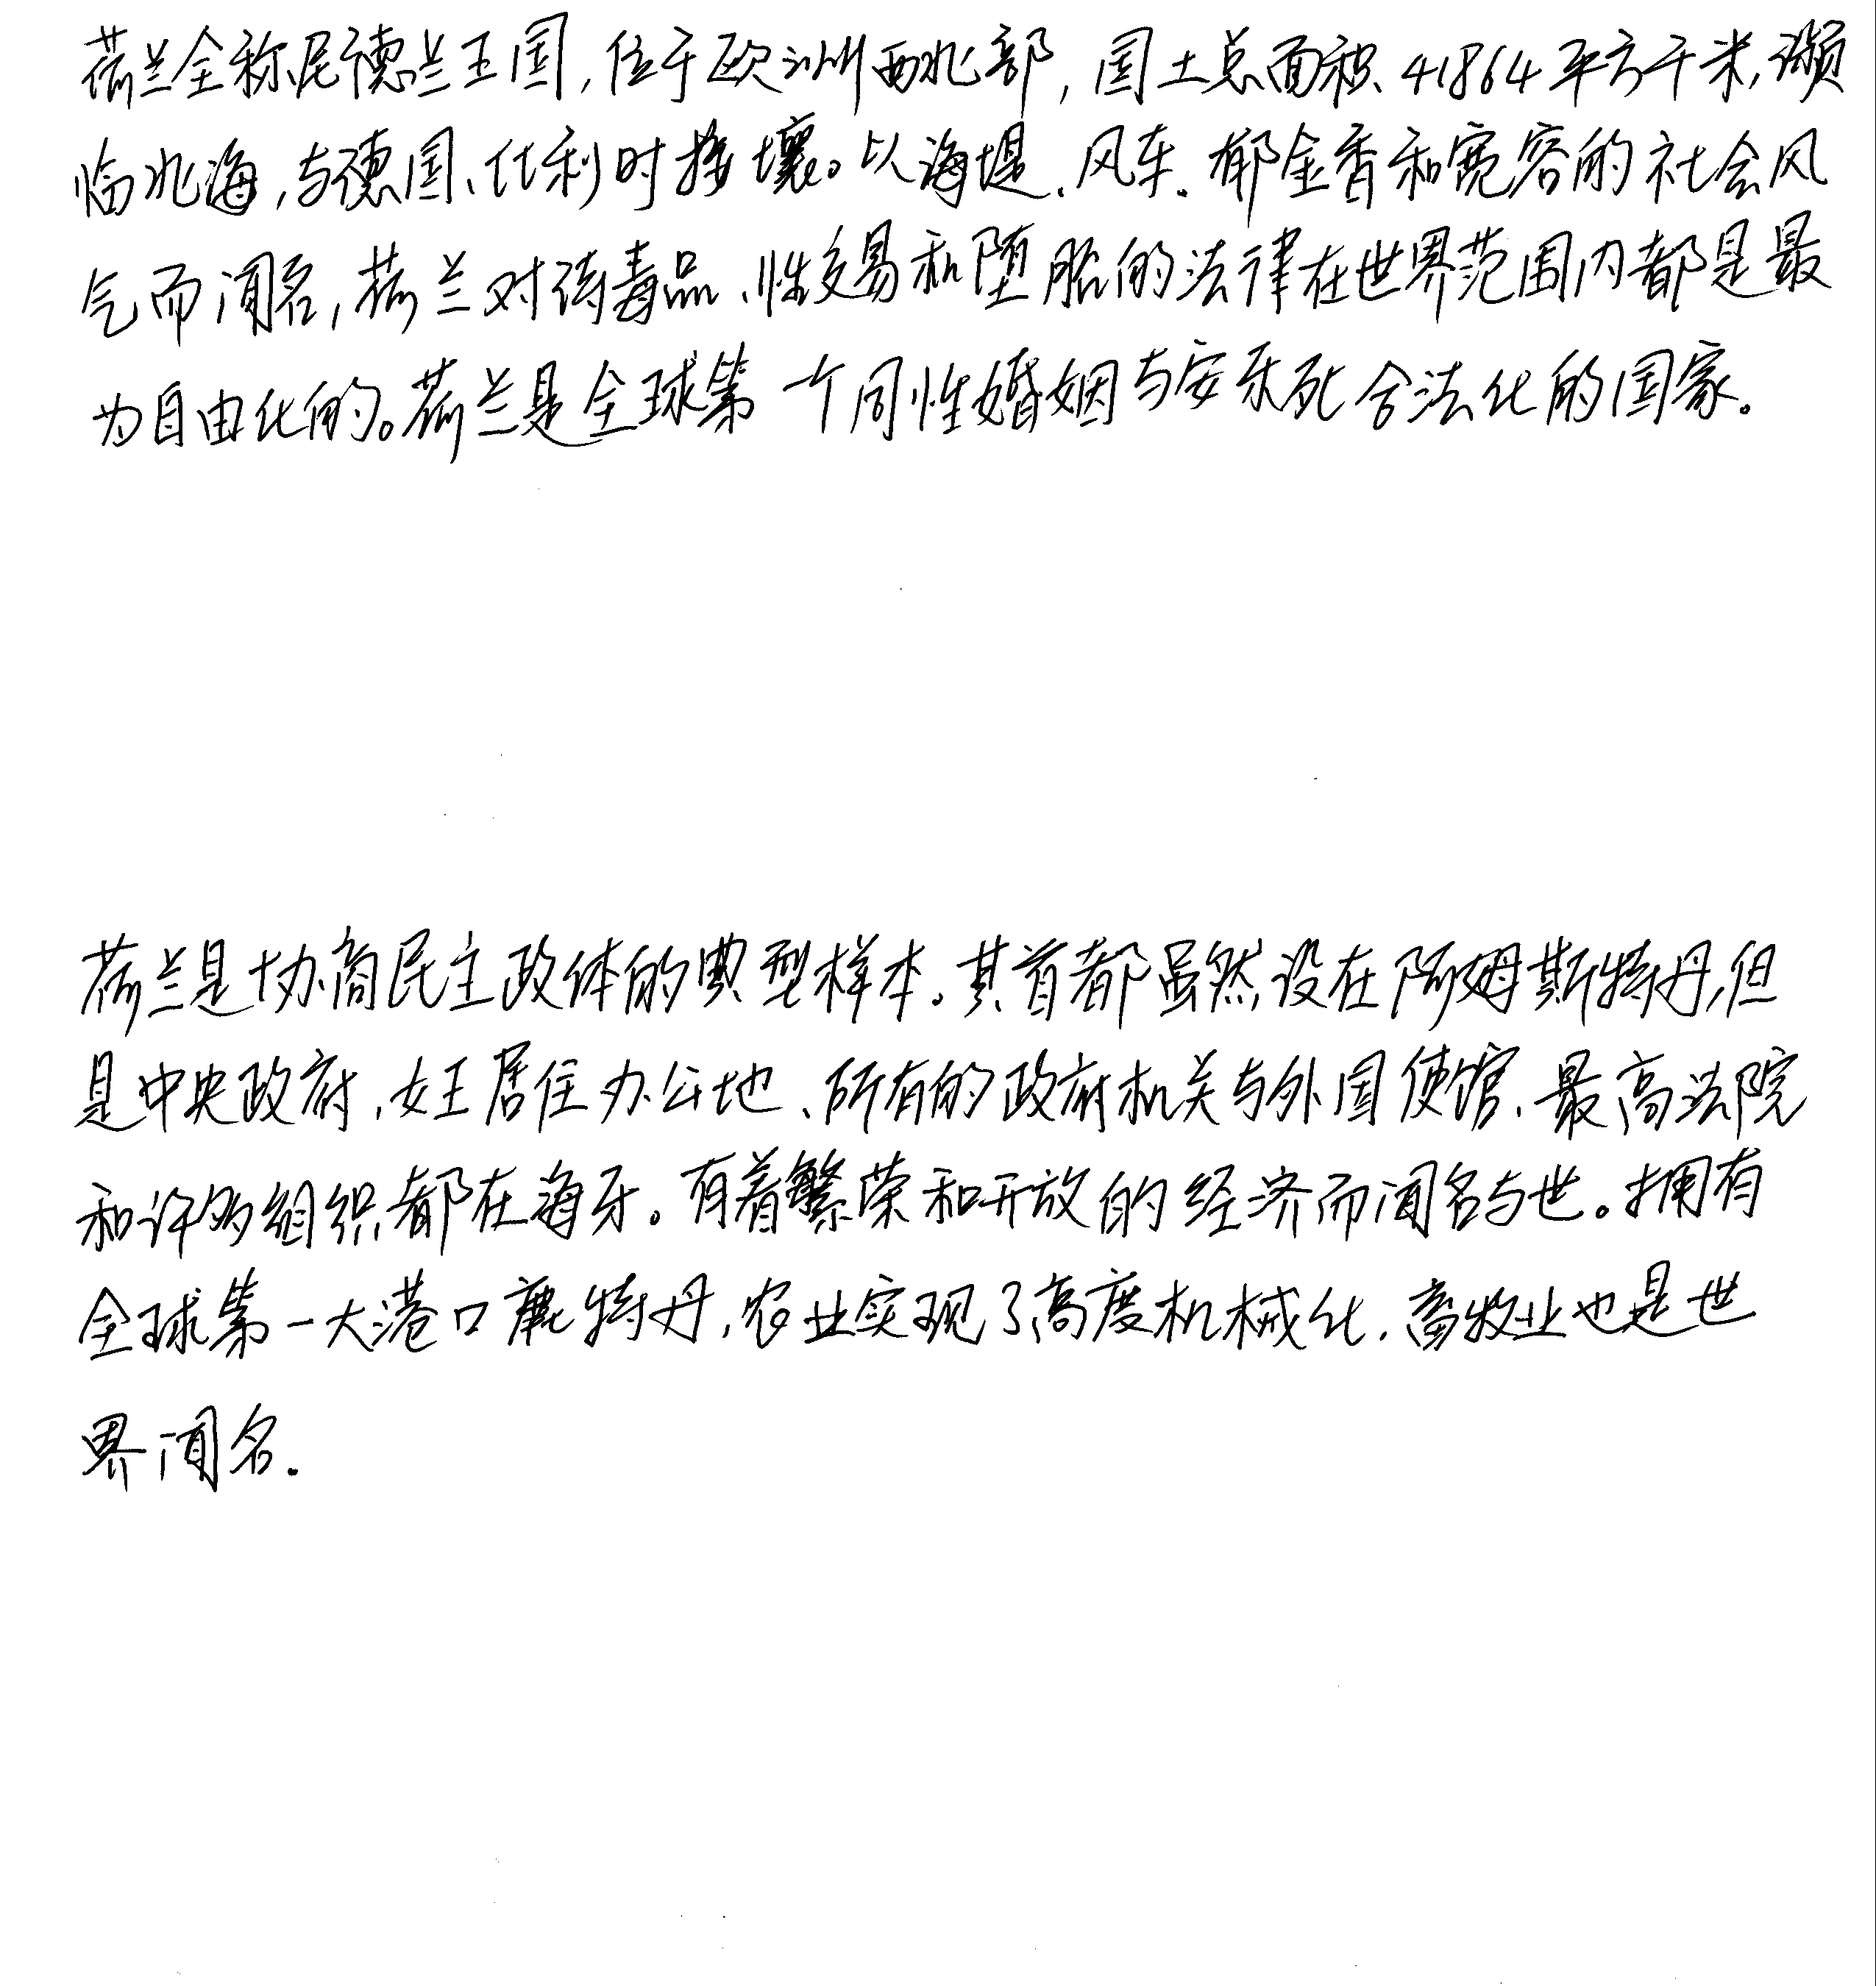 荷兰全称尼德兰王国,位于欧洲西北部,国土总面积41864平方千米,濒
临北海,与德国、比利时接壤。以海堤、风车、郁金香和宽容的社会风
气而闻名,荷兰对待毒品、性交易和堕胎的法律在世界范围内都是最
为自由化的。荷兰是全球第一个同性婚姻与安乐死合法化的国家。
荷兰是协商民主政体的典型样本。其首都虽然设在阿姆斯特丹,但
是中央政府、女王居住办公地、所有的政府机关与外国使馆、最高法院
和许多组织都在海牙。有着繁荣和开放的经济而闻名与世。拥有
全球第一大港口鹿特丹,农业实现了高度机械化,畜牧业也是世
界闻名.